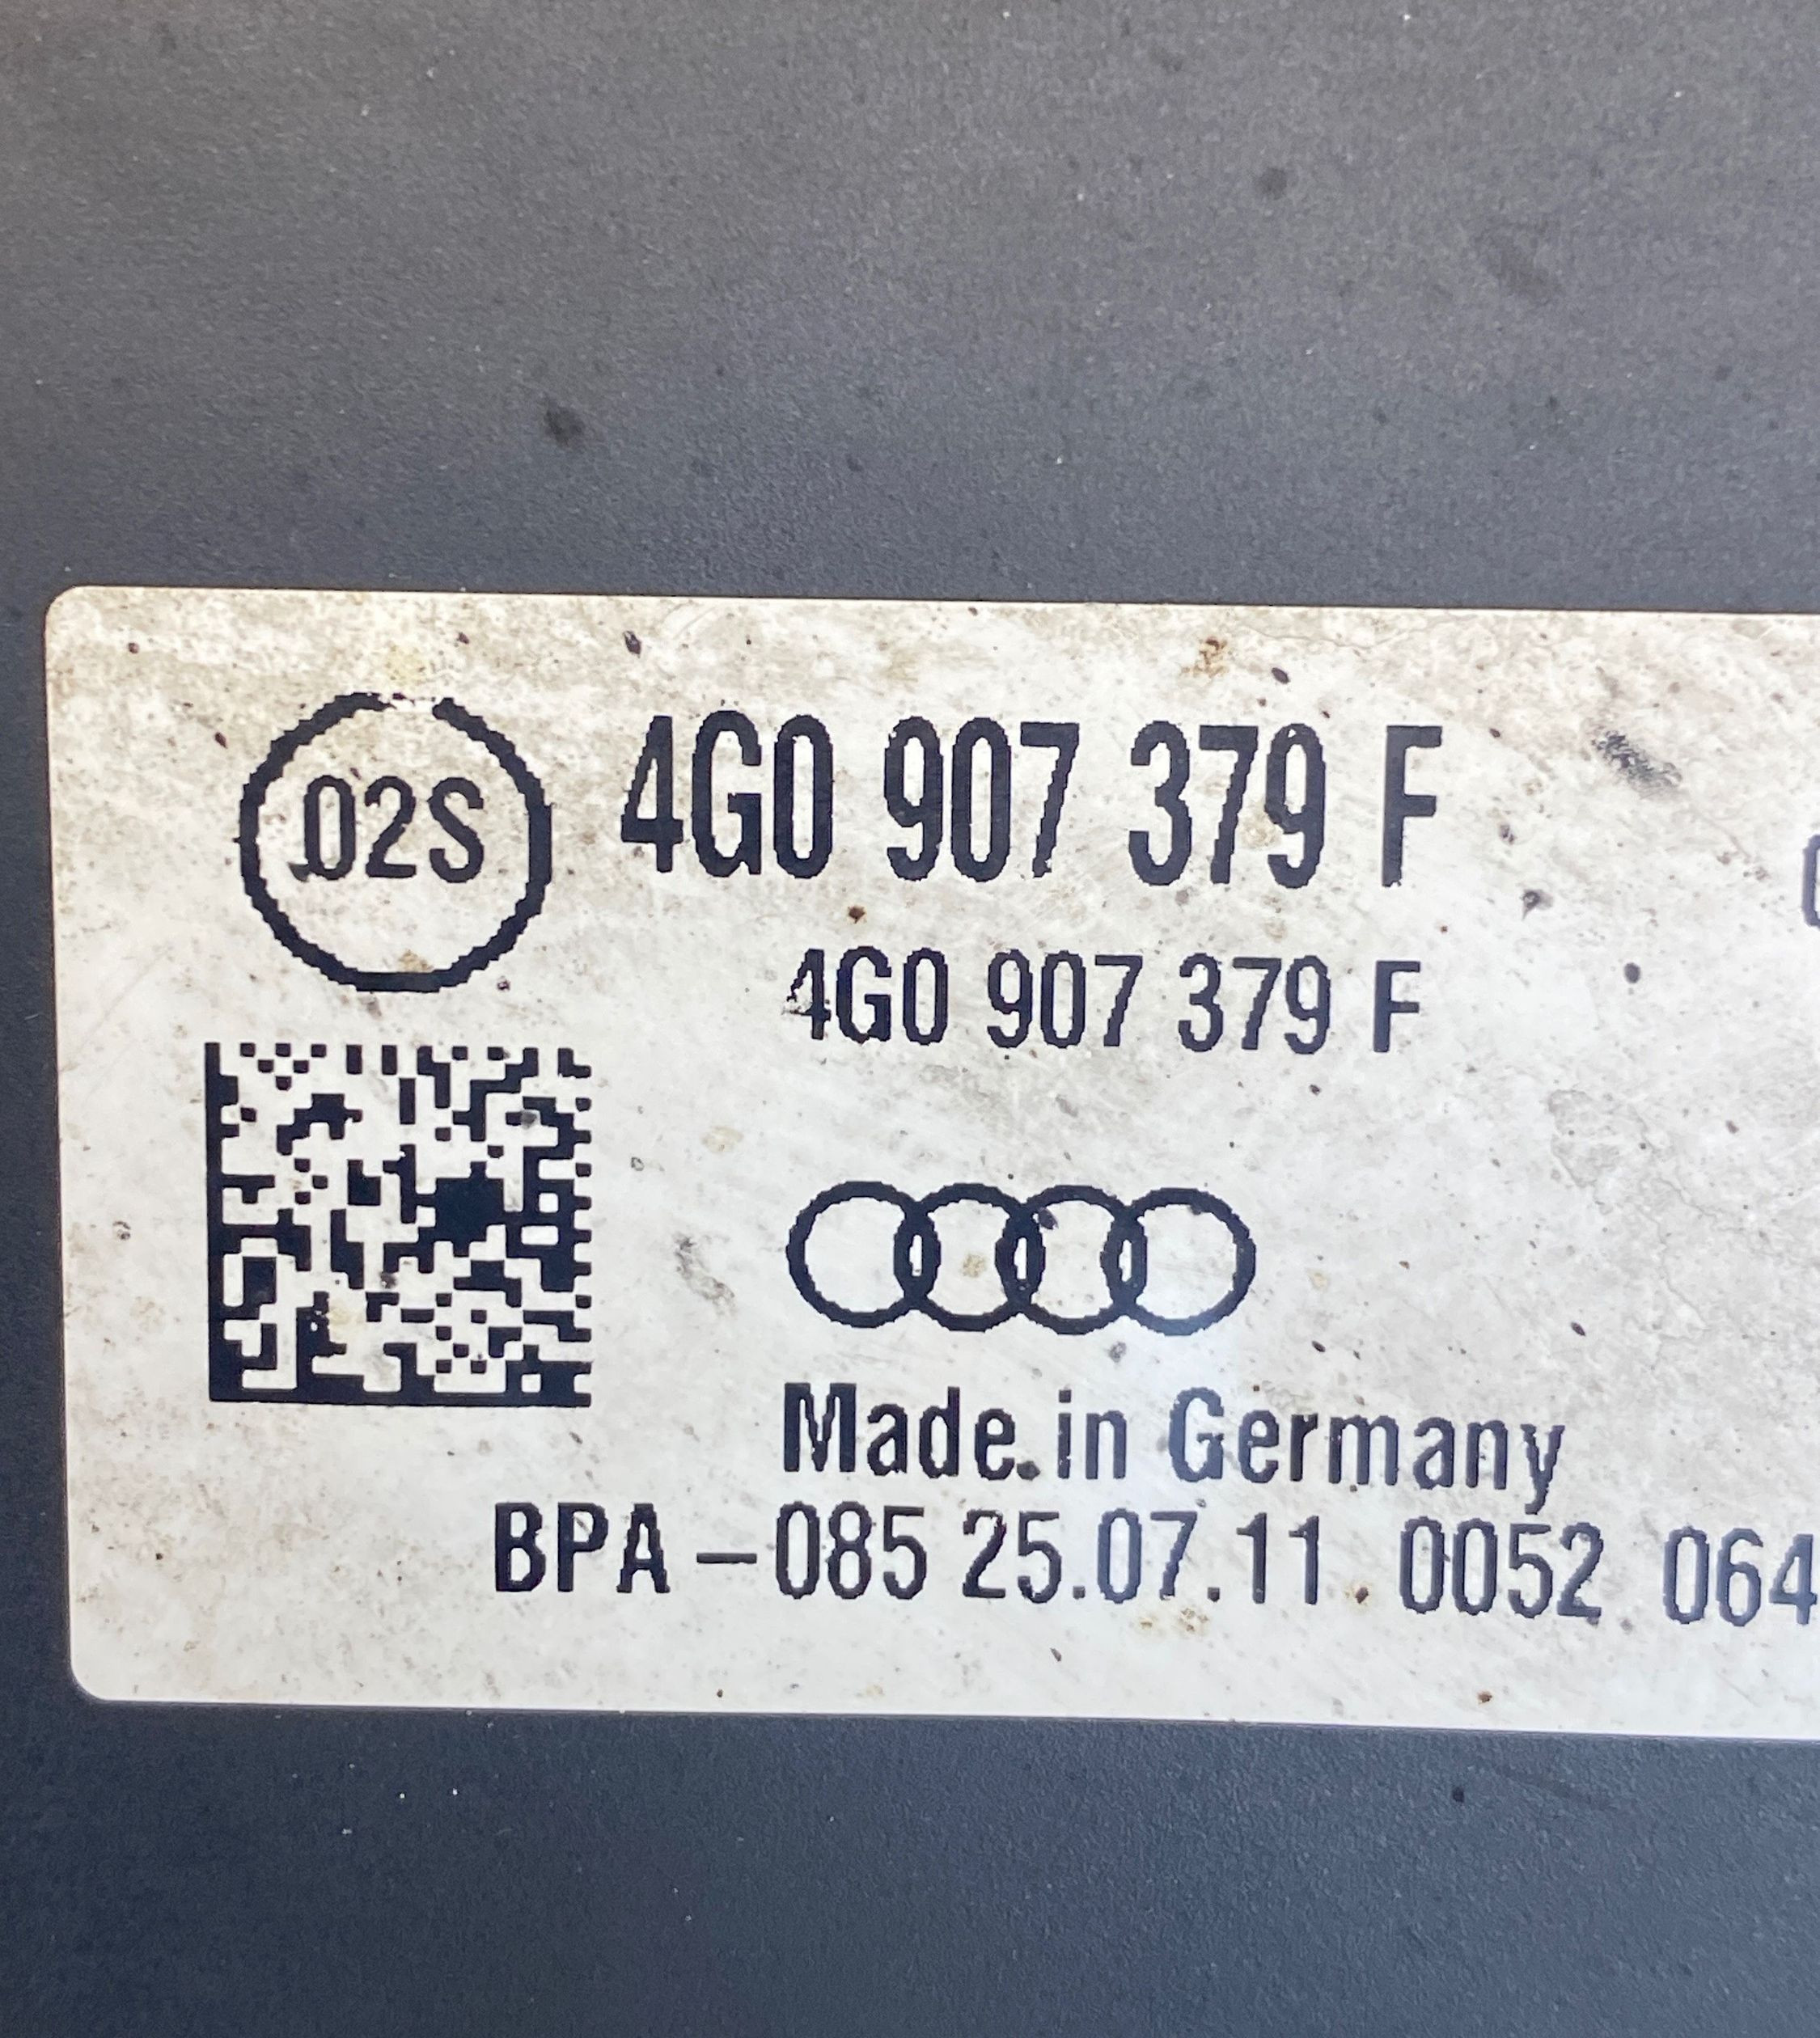 02S
4G0 907 379 F
4G0 907 379 F
Made in Germany
BPA - 085 25.07.11 0052 064